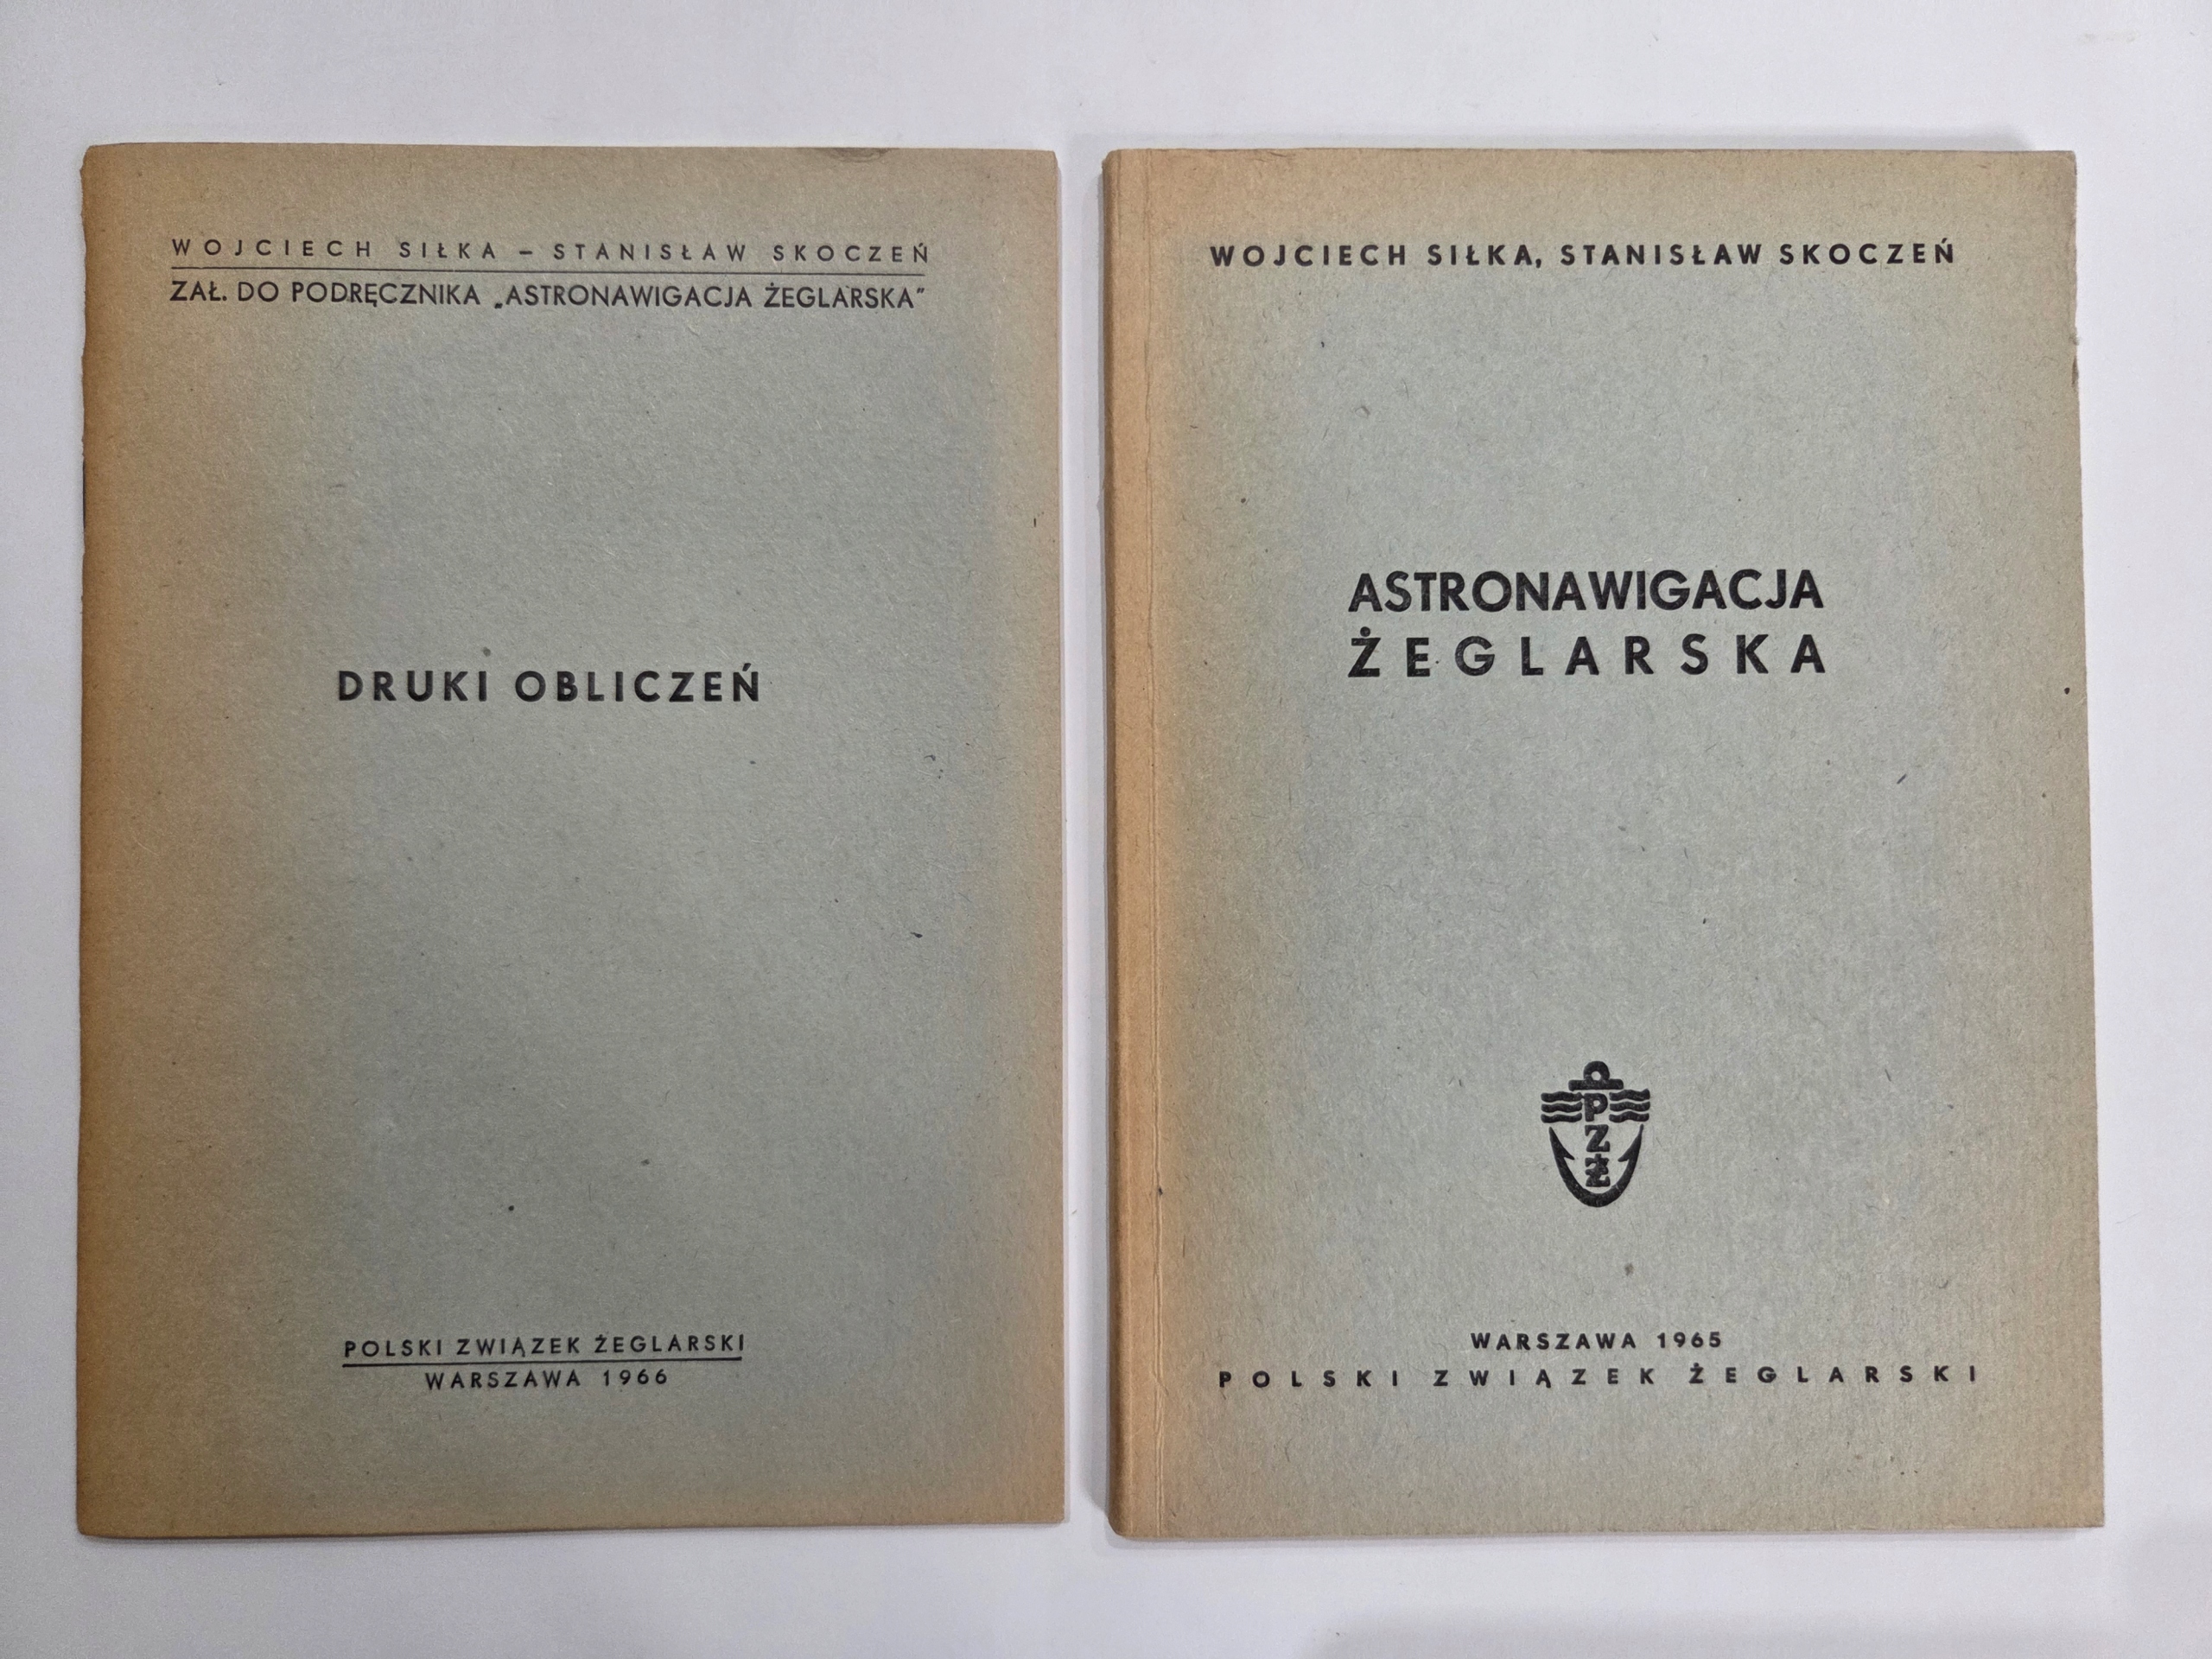 WOJCIECH SIŁKA – STANISŁAW SKOCZEŃ
ZAŁ. DO PODRĘCZNIKA „ASTRONAWIGACJA ŻEGLARSKA"
DRUKI OBLICZEŃ
POLSKI ZWIĄZEK ŻEGLARSKI
WARSZAWA 1966
WOJCIECH SIŁKA, STANISŁAW SKOCZEŃ
ASTRONAWIGACJA
ŻEGLARSKA
P
Z
Ż
WARSZAWA 1965
POLSKI ZWIĄZEK ŻEGLARSKI